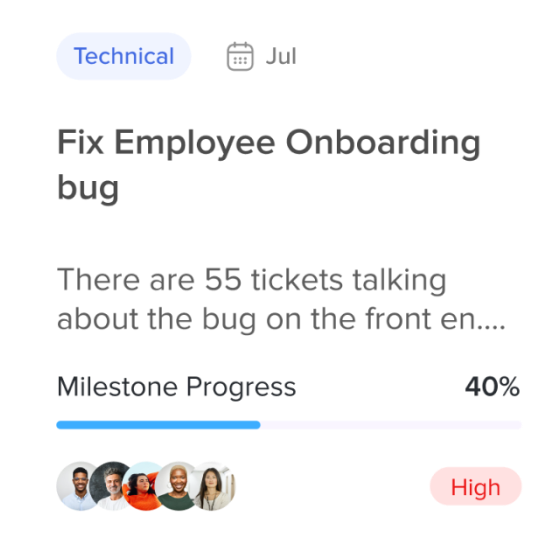 Technical
Jul
Fix Employee Onboarding
bug
There are 55 tickets talking
about the bug on the front en....
Milestone Progress
40%
High